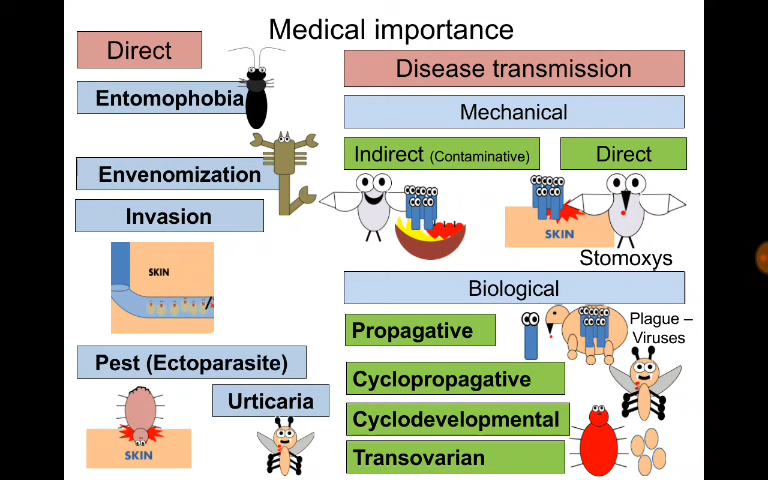 Medical importance
Direct
Entomophobia
Envenomization
Invasion
SKIN
Pest (Ectoparasite)
Urticaria
SKIN
Disease transmission
Mechanical
Indirect (Contaminative)
Direct
SKIN
Stomoxys
Biological
Propagative
Plague –
Viruses
Cyclopropagative
Cyclodevelopmental
Transovarian